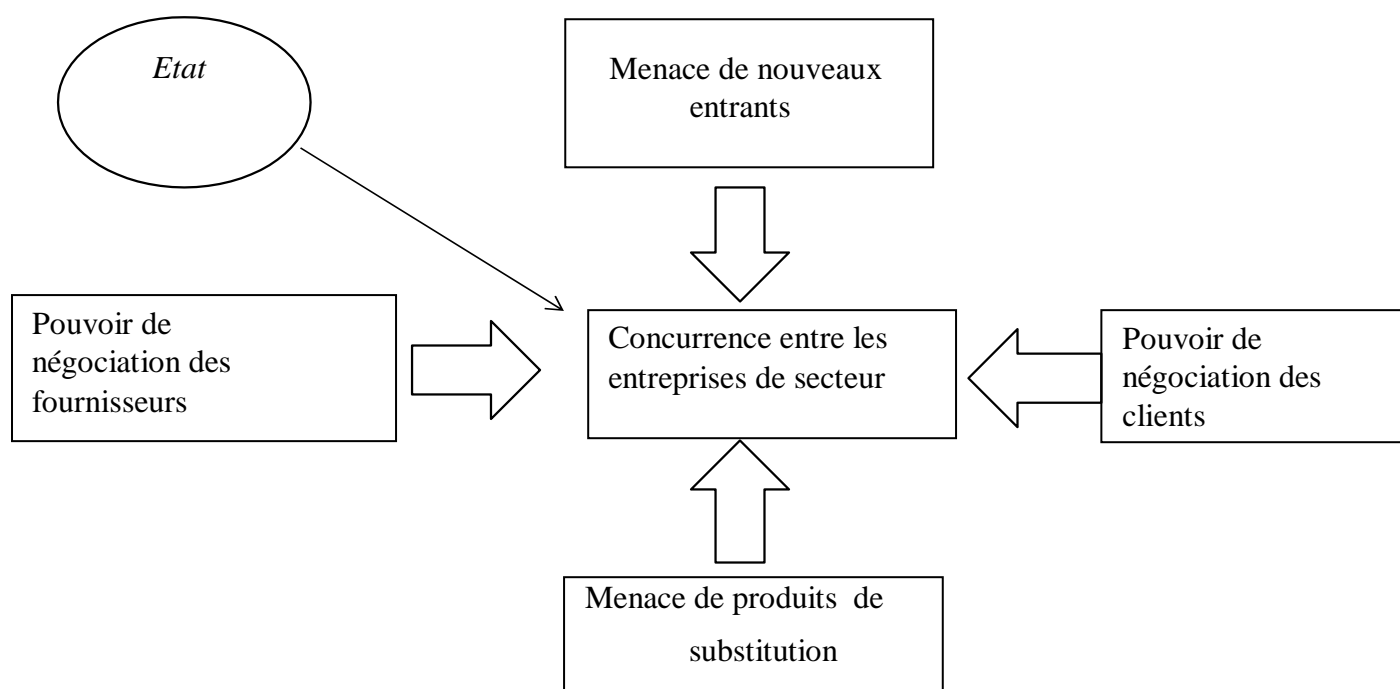 Etat
Menace de nouveaux
entrants
Pouvoir de
négociation des
fournisseurs
Concurrence entre les
entreprises de secteur
Pouvoir de
négociation des
clients
Menace de produits de
substitution